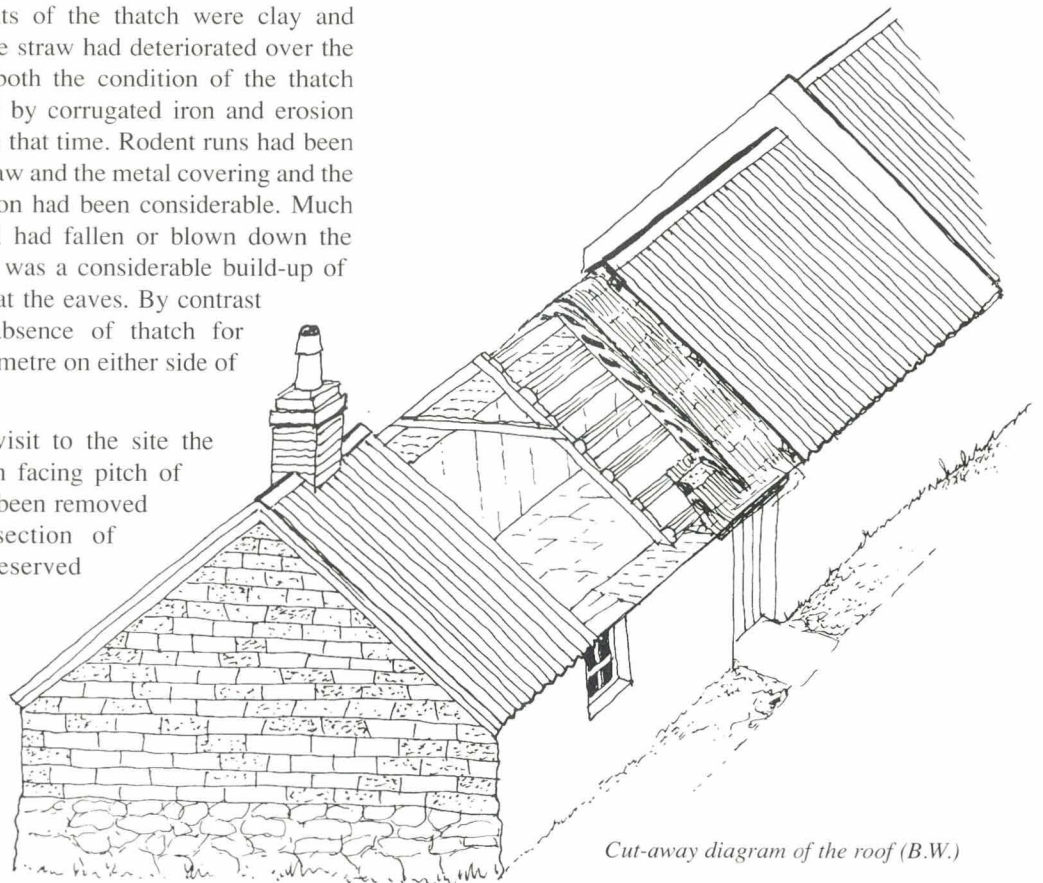 ts of the thatch were clay and
e straw had deteriorated over the
both the condition of the thatch
by corrugated iron and erosion
that time. Rodent runs had been
aw and the metal covering and the
on had been considerable. Much
had fallen or blown down the
was a considerable build-up of
at the eaves. By contrast
bsence of thatch for
metre on either side of
visit to the site the
n facing pitch of
been removed
section of
eserved
Cut-away diagram of the roof (B.W.)